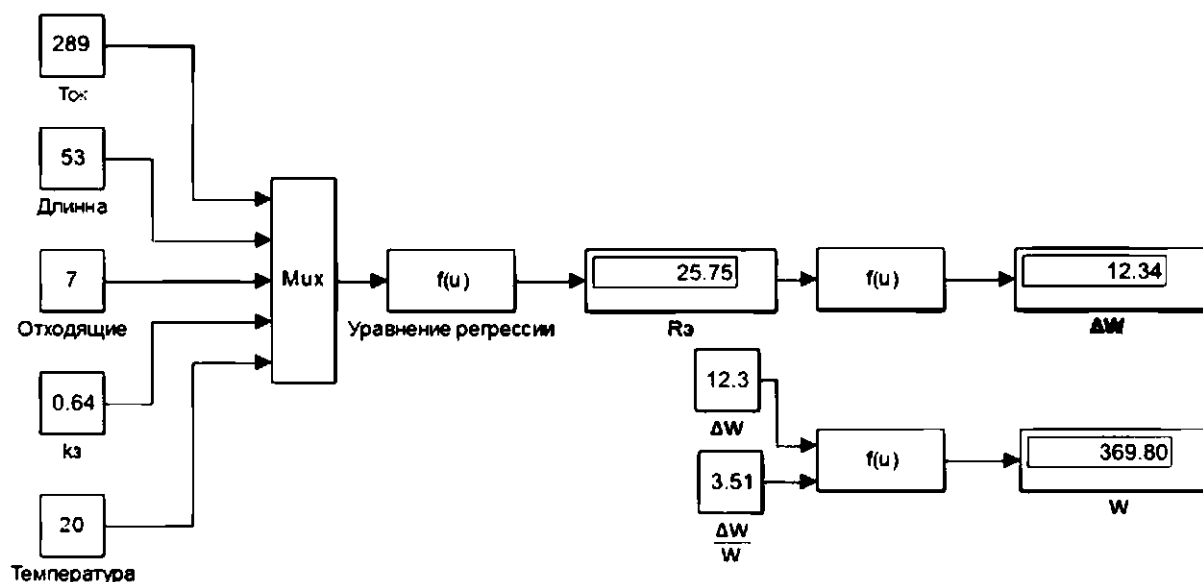 289
Ток
53
Длинна
7
Отходящие
0.64
kз
20
Температура
Mux
f(u)
Уравнение регрессии
25.75
Rэ
f(u)
12.34
ΔW
12.3
ΔW
3.51
ΔW
W
f(u)
369.80
W